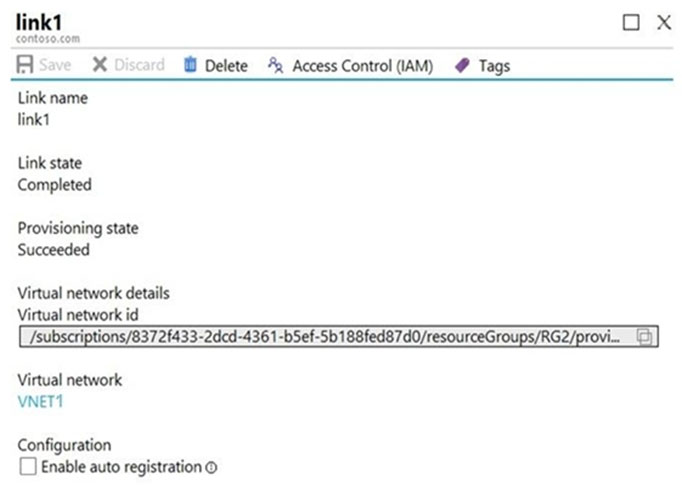 link1
contoso.com
Save Discard Delete Access Control (IAM) Tags
Link name
link1
Link state
Completed
Provisioning state
Succeeded
Virtual network details
Virtual network id
/subscriptions/8372f433-2dcd-4361-b5ef-5b188fed87d0/resourceGroups/RG2/provi...
Virtual network
VNET1
Configuration
Enable auto registration